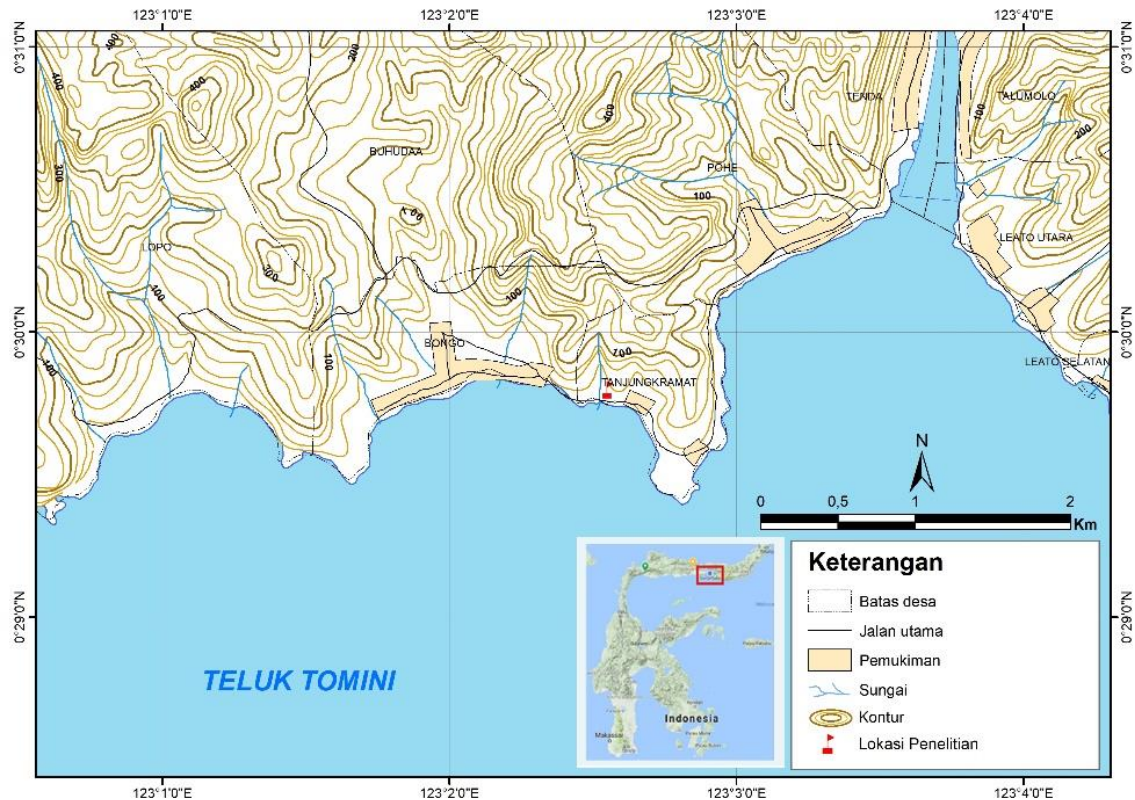 123°1'0"E
123°2'0"E
123°3'0"E
123°4'0"E
0°31'0"N
0°31'0"N
400
200
400
400
TENDA
TALUMOLO
100
200
BUHUDAA
POHE
300
100
LOPO
LEATO UTARA
300
100
100
0°30'0"N
0°30'0"N
BONGO
100
100
LEATO SELATAN
TANJUNGKRAMAT
100
N
0
0,5
1
2
Km
Keterangan
Batas desa
Jalan utama
Pemukiman
Sungai
Kontur
Lokasi Penelitian
Indonesia
Makassar
0°29'0"N
0°29'0"N
TELUK TOMINI
123°1'0"E
123°2'0"E
123°3'0"E
123°4'0"E